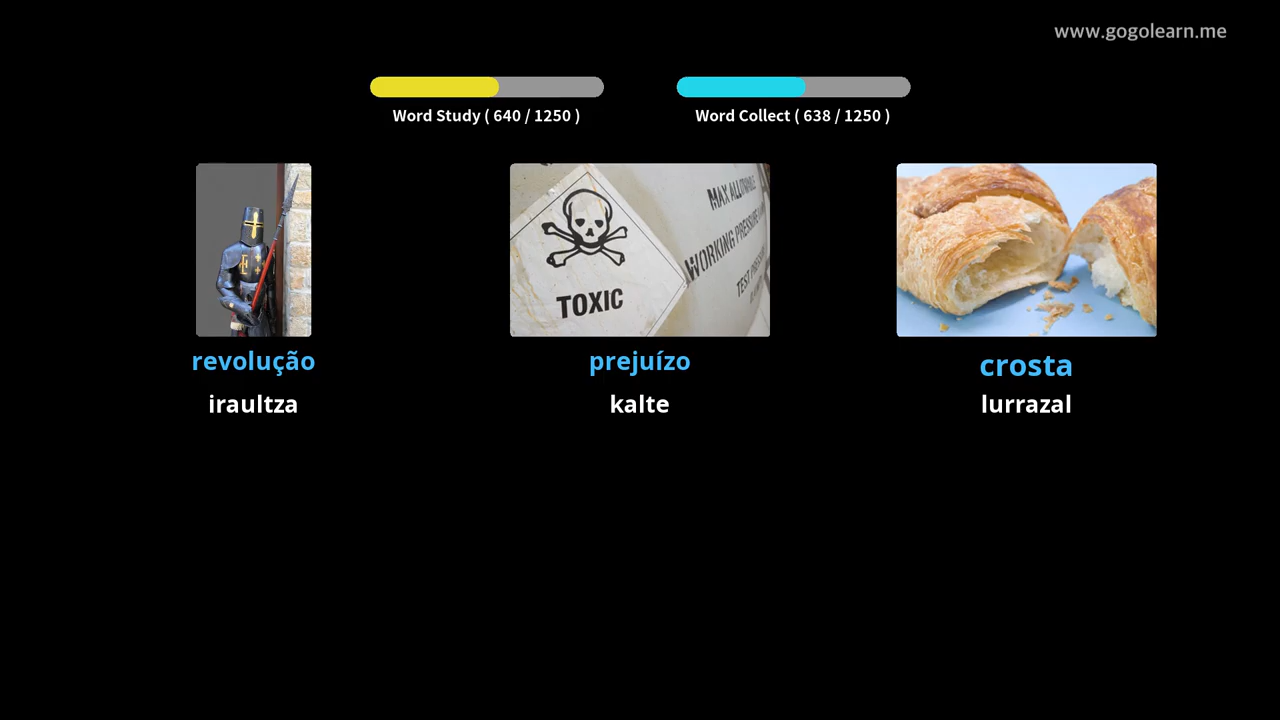 www.gogolearn.me
Word Study ( 640 / 1250 )
Word Collect ( 638 / 1250 )
MAX ALLOWABLE
WORKING PRESSURE
TEST PRESSURE
TOXIC
revolução
prejuízo
crosta
iraultza
kalte
lurrazal